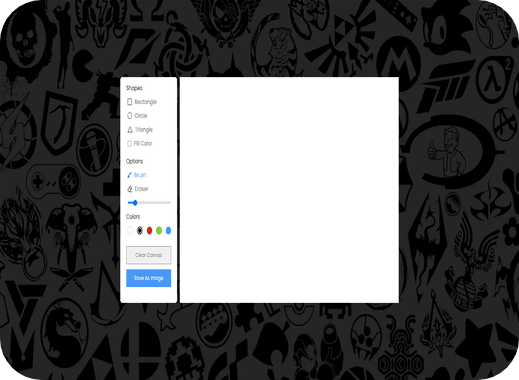 Shapes
Rectangle
Circle
Triangle
Fill Color
Options
Brush
Eraser
Colors
Clear Canvas
Save As Image